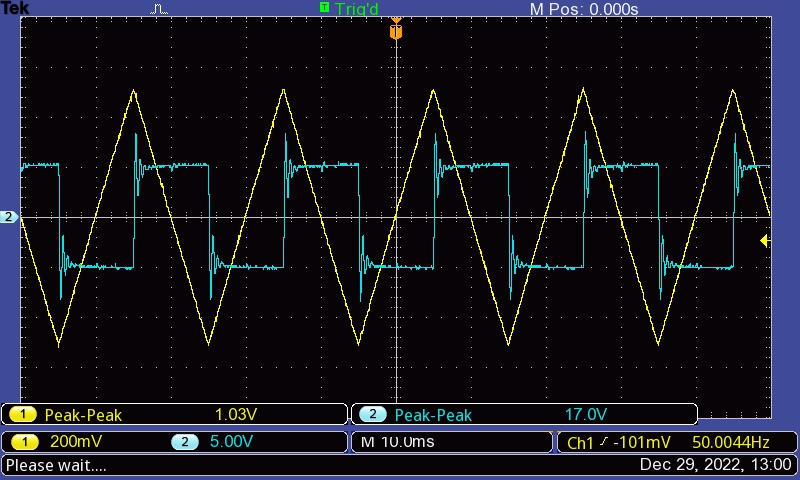 Tek T Trig'd M Pos: 0.000s
T
2
1 Peak-Peak 1.03V 2 Peak-Peak 17.0V
1 200mV 2 5.00V M 10.0ms Ch1 -101mV 50.0044Hz
Please wait.... Dec 29, 2022, 13:00